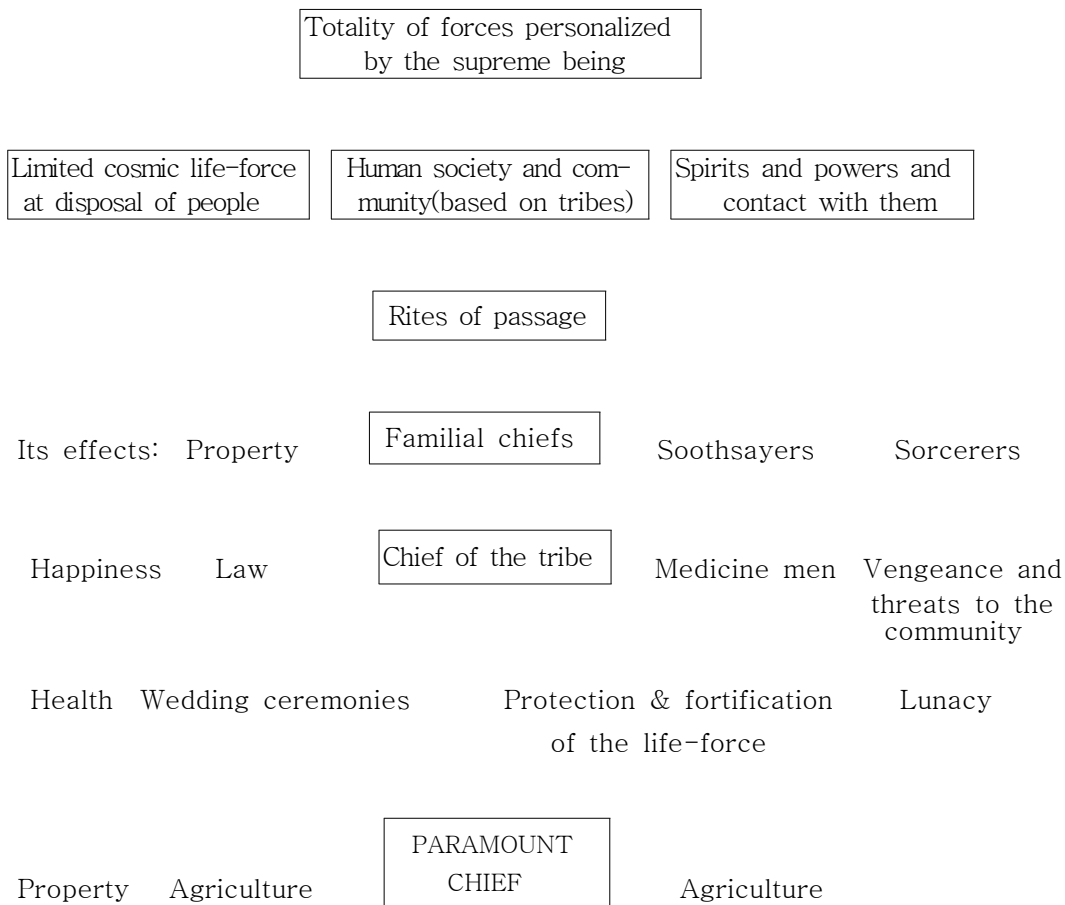 Totality of forces personalized
by the supreme being
Limited cosmic life-force
at disposal of people
Human society and com-
munity(based on tribes)
Spirits and powers and
contact with them
Rites of passage
Its effects: Property
Familial chiefs
Soothsayers
Sorcerers
Happiness
Law
Chief of the tribe
Medicine men
Vengeance and
threats to the
community
Health
Wedding ceremonies
Protection & fortification
of the life-force
Lunacy
Property
Agriculture
PARAMOUNT
CHIEF
Agriculture